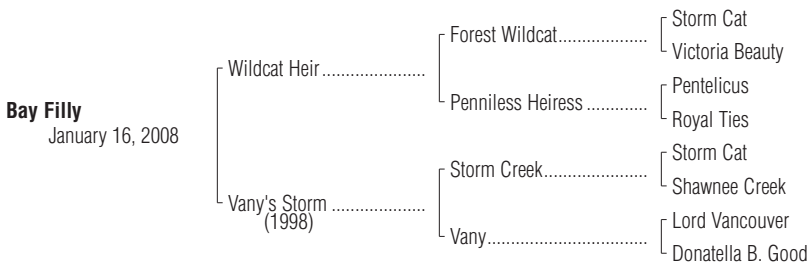 Storm Cat
Forest Wildcat....................
Victoria Beauty
Wildcat Heir......................
Pentelicus
Penniless Heiress .............
Royal Ties
Bay Filly
January 16, 2008
Storm Cat
Storm Creek......................
Shawnee Creek
Vany's Storm ....................
(1998)
Lord Vancouver
Vany..................................
Donatella B. Good